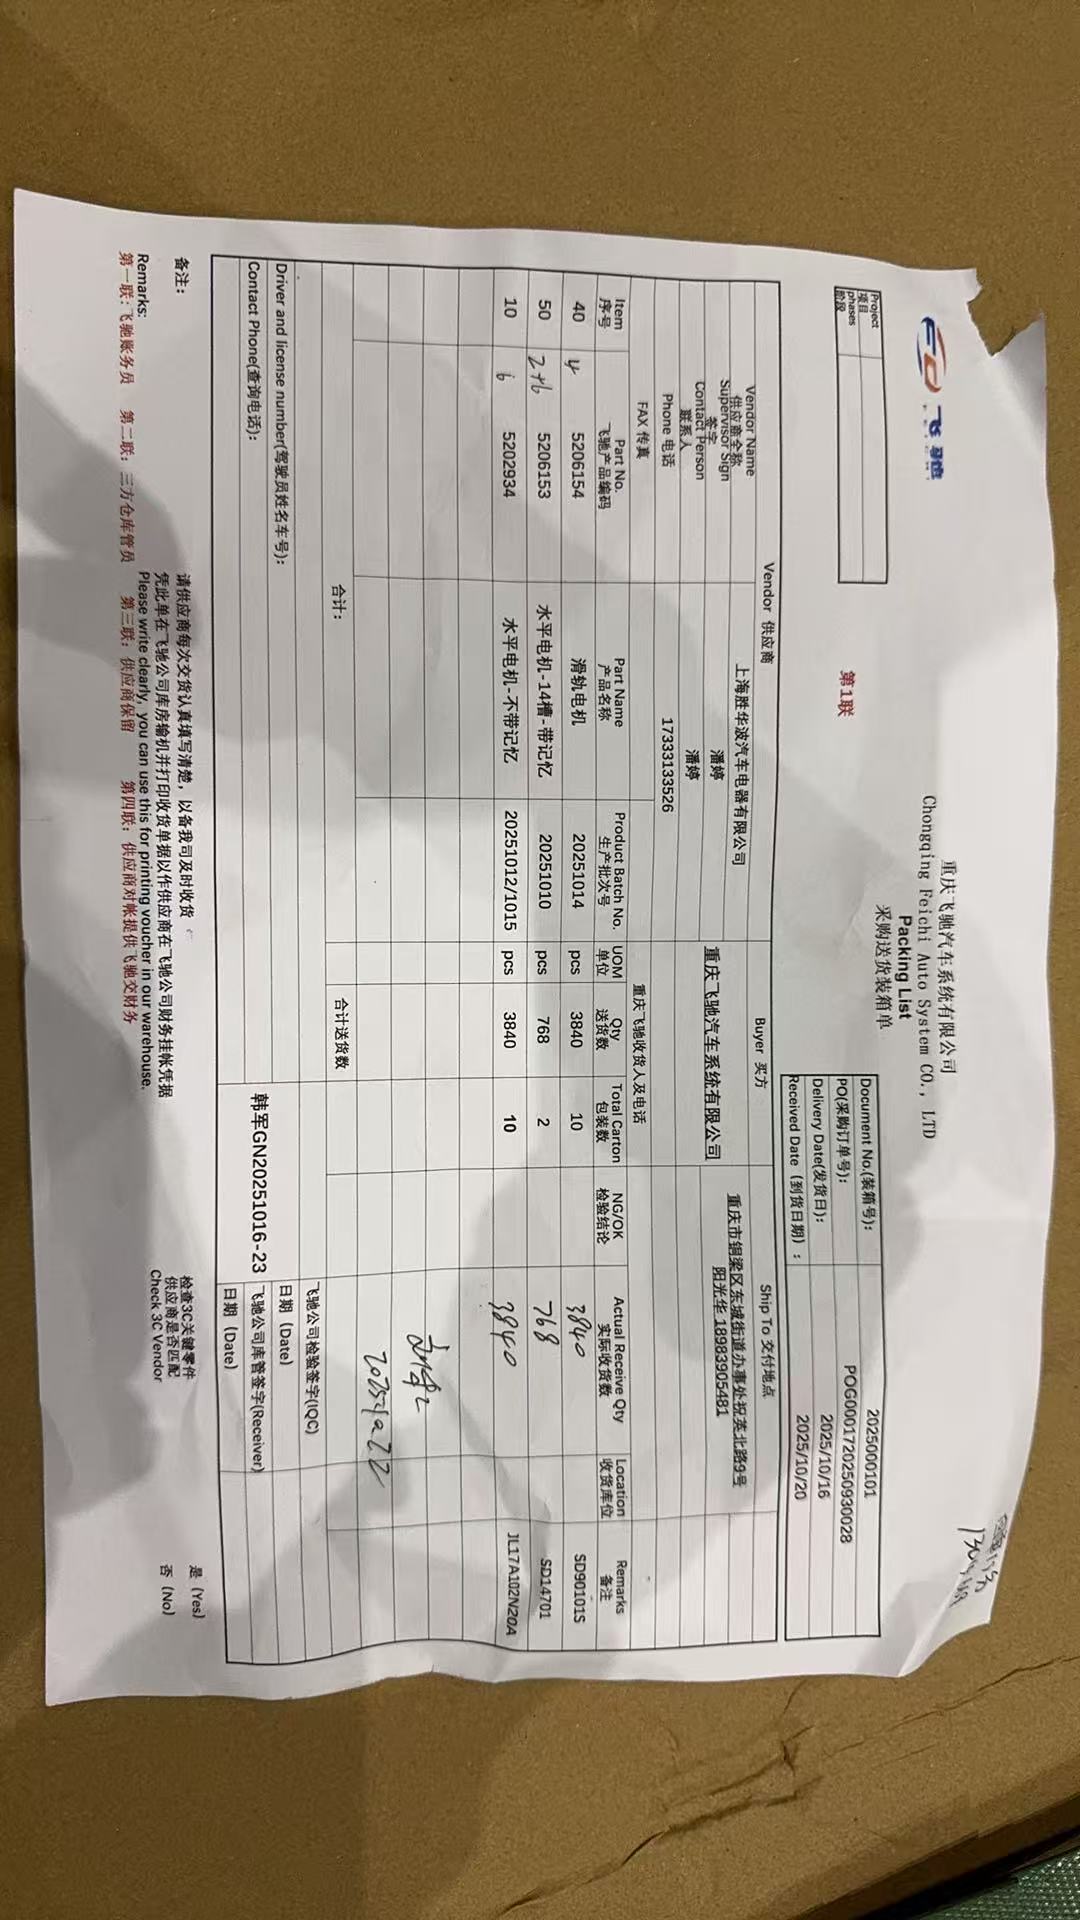 飞驰
重庆飞驰汽车系统有限公司
Chongqing Feichi Auto System CO., LTD
Packing List
采购送货装箱单
Project 项目
phases 阶段
第1联
Document No.(装箱号): 2025000101
PO(采购订单号): POG00172025093002​8
Delivery Date(发货日): 2025/10/16
Received Date（到货日期）: 2025/10/20
Vendor 供应商 Buyer 买方 Ship To 交付地点
Vendor Name 供应商全称 上海胜华波汽车电器有限公司 重庆飞驰汽车系统有限公司 重庆市铜梁区东城街道办事处祝英北路9号
Supervisor Sign 签字 潘婷 阳光华 18983905481
Contact Person 联系人 潘婷
Phone 电话 17333133526
FAX 传真 重庆飞驰收货人及电话
Item 序号 Part No. 飞驰产品编码 Part Name 产品名称 Product Batch No. 生产批次号 UOM 单位 Qty 送货数 Total Carton 包装数 NG/OK 检验结论 Actual Receive Qty 实际收货数 Location 收货库位 Remarks 备注
40 4 5206154 滑轨电机 20251014 pcs 3840 10 3840 SD90101S
50 2+6 5206153 水平电机-14槽-带记忆 20251010 pcs 768 2 768 SD14701
10 6 5202934 水平电机-不带记忆 20251012/1015 pcs 3840 10 3840 JL17A102N20A
合计: 合计送货数
飞驰公司检验签字(IQC)
Driver and license number(驾驶员姓名车号): 日期 (Date)
Contact Phone(查询电话): 韩军GN20251016-23 飞驰公司库管签字(Receiver)
日期 (Date)
备注: 请供应商每次交货认真填写清楚，以备我司及时收货
凭此单在飞驰公司库房输机并打印收货单据以作供应商在飞驰公司财务挂帐凭据
Remarks: Please write clearly, you can use this for printing voucher in our warehouse.
第一联: 飞驰账务员 第二联: 三方仓库管员 第三联: 供应商保留 第四联: 供应商对帐提供飞驰交财务
检查3C关键零件
供应商是否匹配
Check 3C Vendor
是 (Yes)
否 (No)